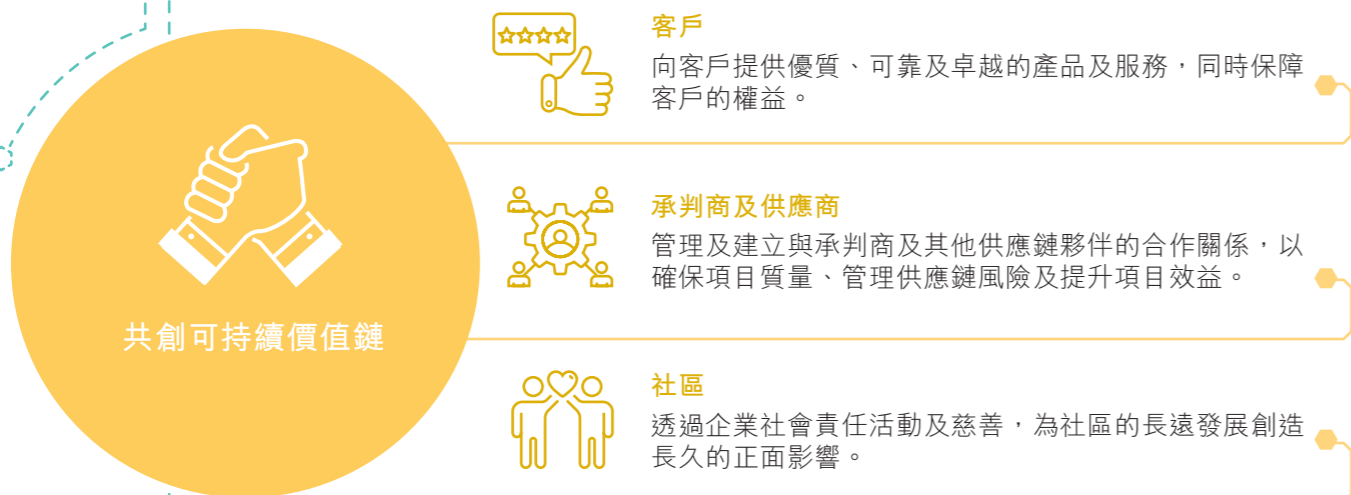 共創可持續價值鏈
客戶
向客戶提供優質、可靠及卓越的產品及服務，同時保障
客戶的權益。
承判商及供應商
管理及建立與承判商及其他供應鏈夥伴的合作關係，以
確保項目質量、管理供應鏈風險及提升項目效益。
社區
透過企業社會責任活動及慈善，為社區的長遠發展創造
長久的正面影響。